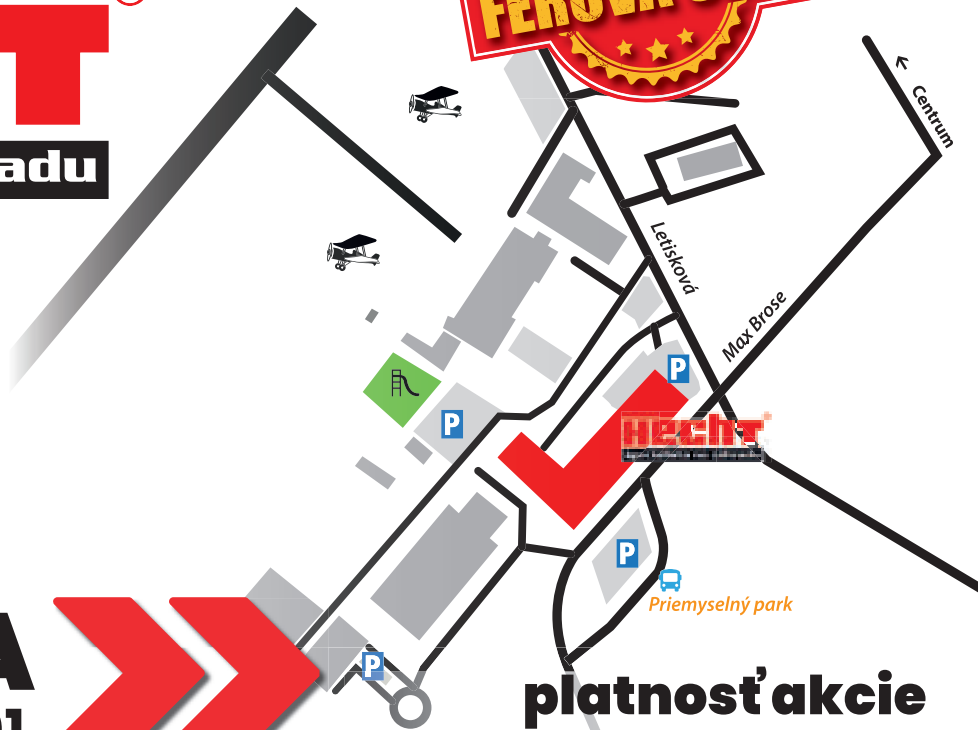 adu
Centrum
Letisková
Max Brose
P
P
HECHT
P
Priemyselný park
P
platnosť akcie